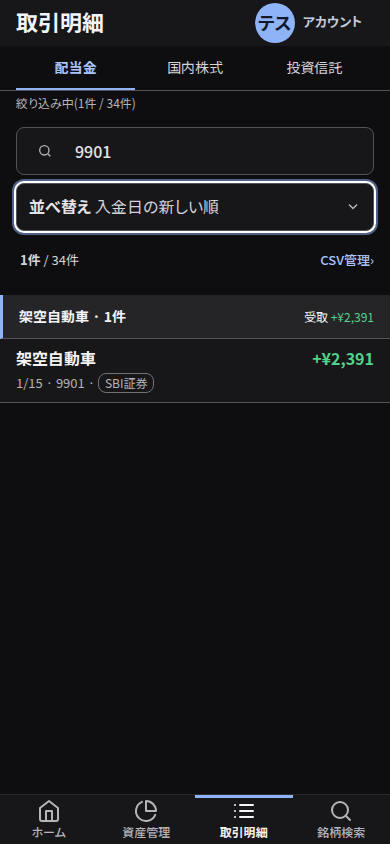 取引明細
テス アカウント
配当金 国内株式 投資信託
絞り込み中(1件 / 34件)
9901
並べ替え 入金日の新しい順
1件 / 34件 CSV管理›
架空自動車・1件 受取 +¥2,391
架空自動車 +¥2,391
1/15 · 9901 · SBI証券
ホーム 資産管理 取引明細 銘柄検索